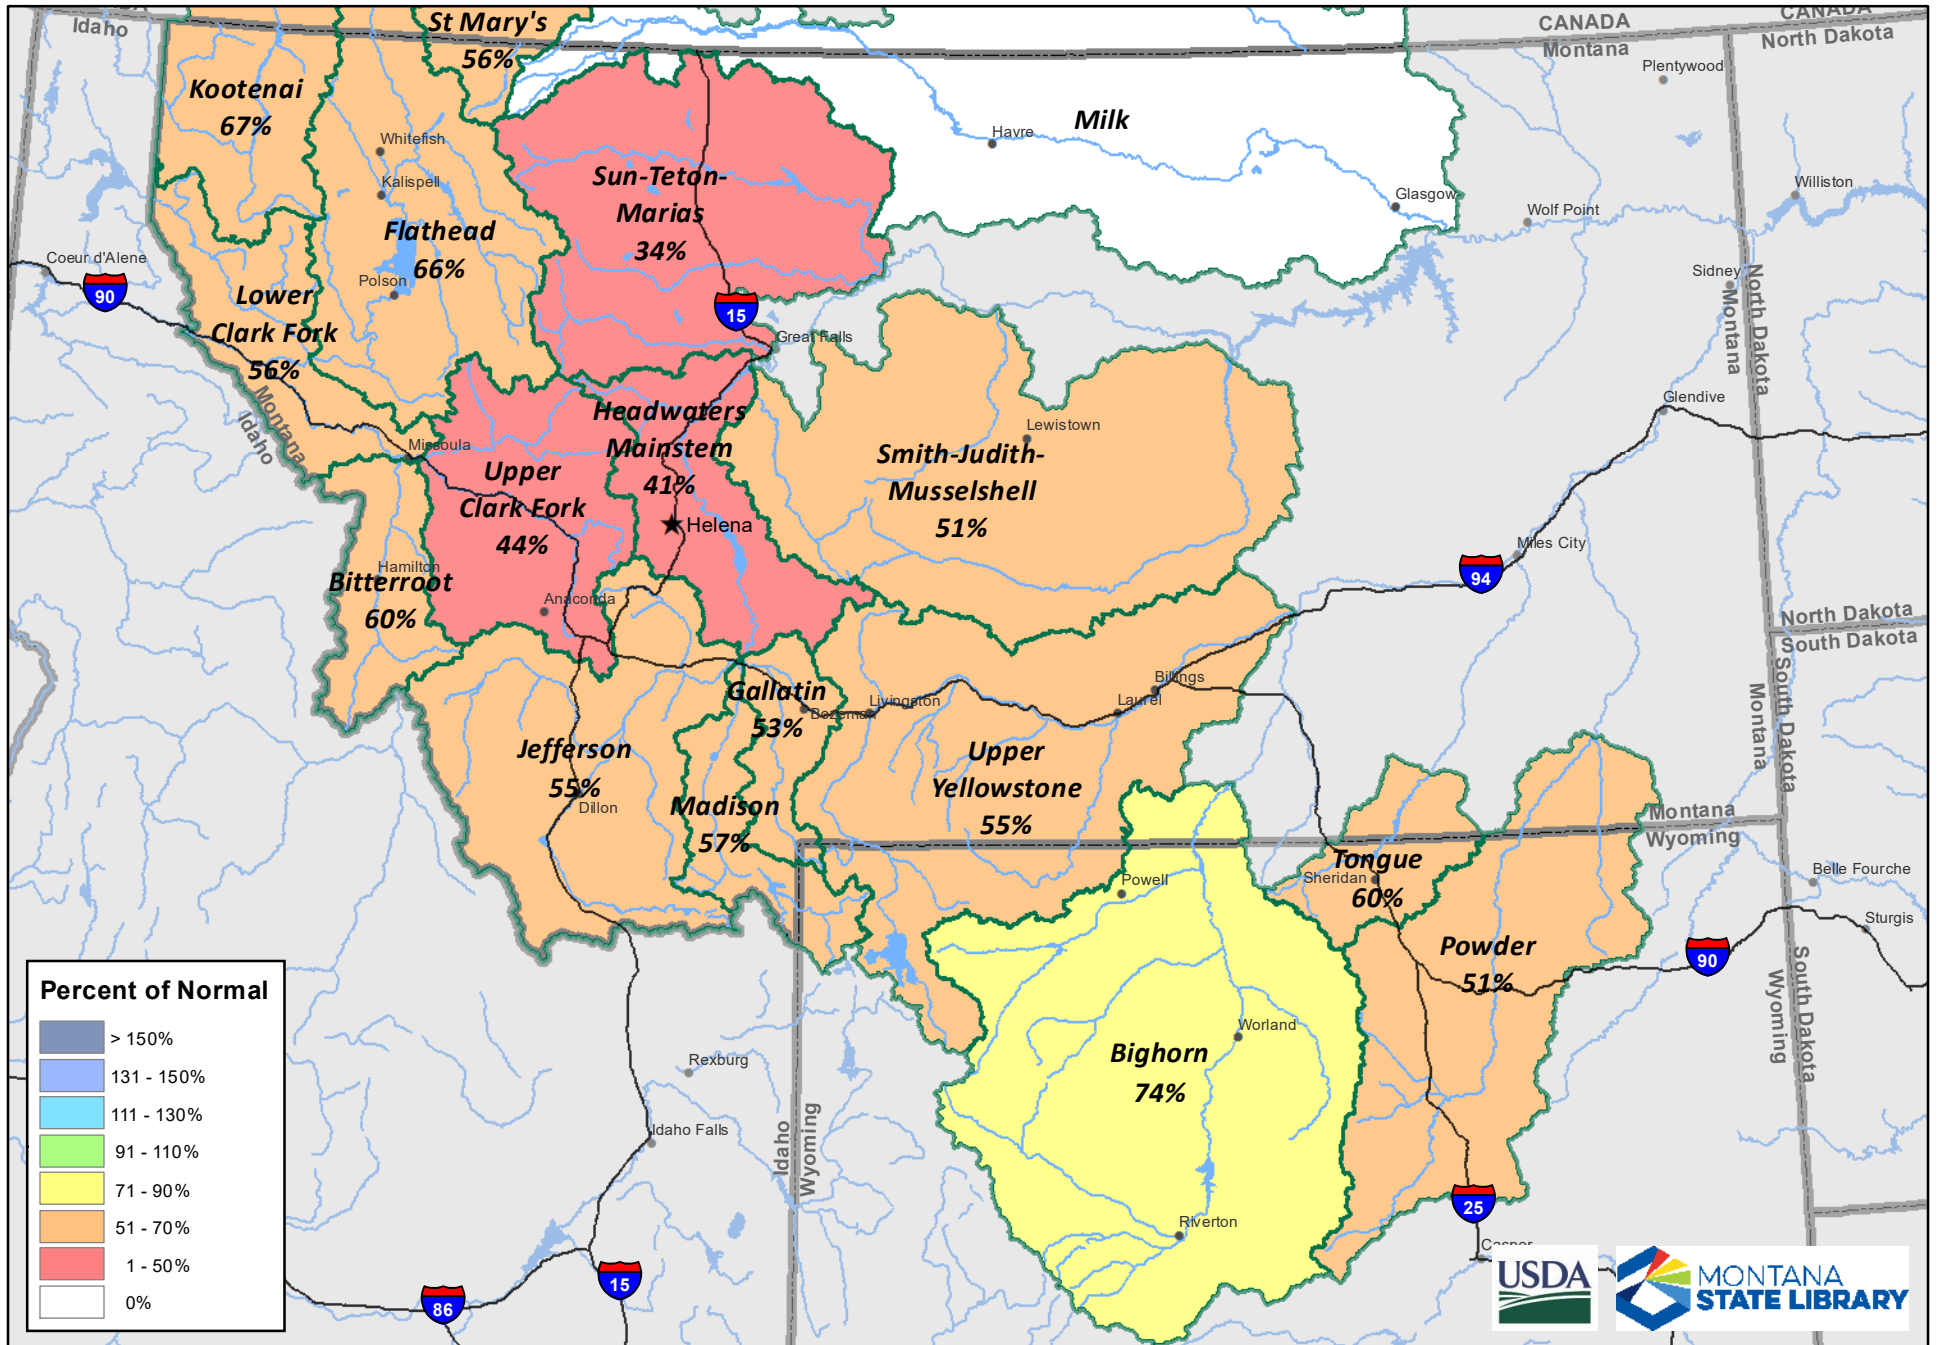 CANADA
Idaho
St Mary's
56%
CANADA
Montana
CANADA
North Dakota
Plentywood
Kootenai
67%
Milk
Havre
Whitefish
Kalispell
Sun-Teton-
Marias
34%
Glasgow
Wolf Point
Williston
Flathead
66%
Coeur d'Alene
90
Polson
Sidney
North Dakota
Montana
Lower
Clark Fork
56%
15
Great Falls
Montana
Idaho
Headwaters
Mainstem
41%
Glendive
Lewistown
Missoula
Smith-Judith-
Musselshell
51%
Upper
Clark Fork
44%
Helena
Miles City
94
Hamilton
Bitterroot
60%
Anaconda
North Dakota
South Dakota
Billings
Laurel
Livingston
Gallatin
53%
Bozeman
South Dakota
Montana
Jefferson
55%
Dillon
Upper
Yellowstone
55%
Madison
57%
Montana
Wyoming
Tongue
60%
Sheridan
Powell
Belle Fourche
Sturgis
Powder
51%
90
South Dakota
Wyoming
Percent of Normal
> 150%
131 - 150%
111 - 130%
91 - 110%
71 - 90%
51 - 70%
1 - 50%
0%
Worland
Bighorn
74%
Rexburg
Idaho Falls
Idaho
Wyoming
Riverton
25
Casper
15
86
USDA
MONTANA
STATE LIBRARY